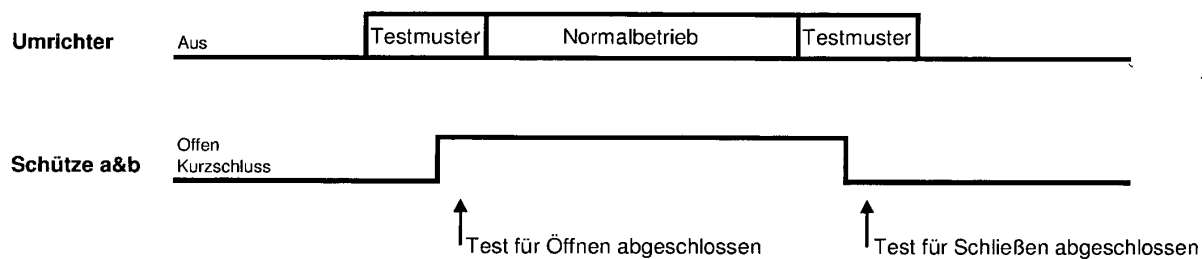 Umrichter Aus Testmuster Normalbetrieb Testmuster
Schütze a&b Offen
Kurzschluss
Test für Öffnen abgeschlossen Test für Schließen abgeschlossen